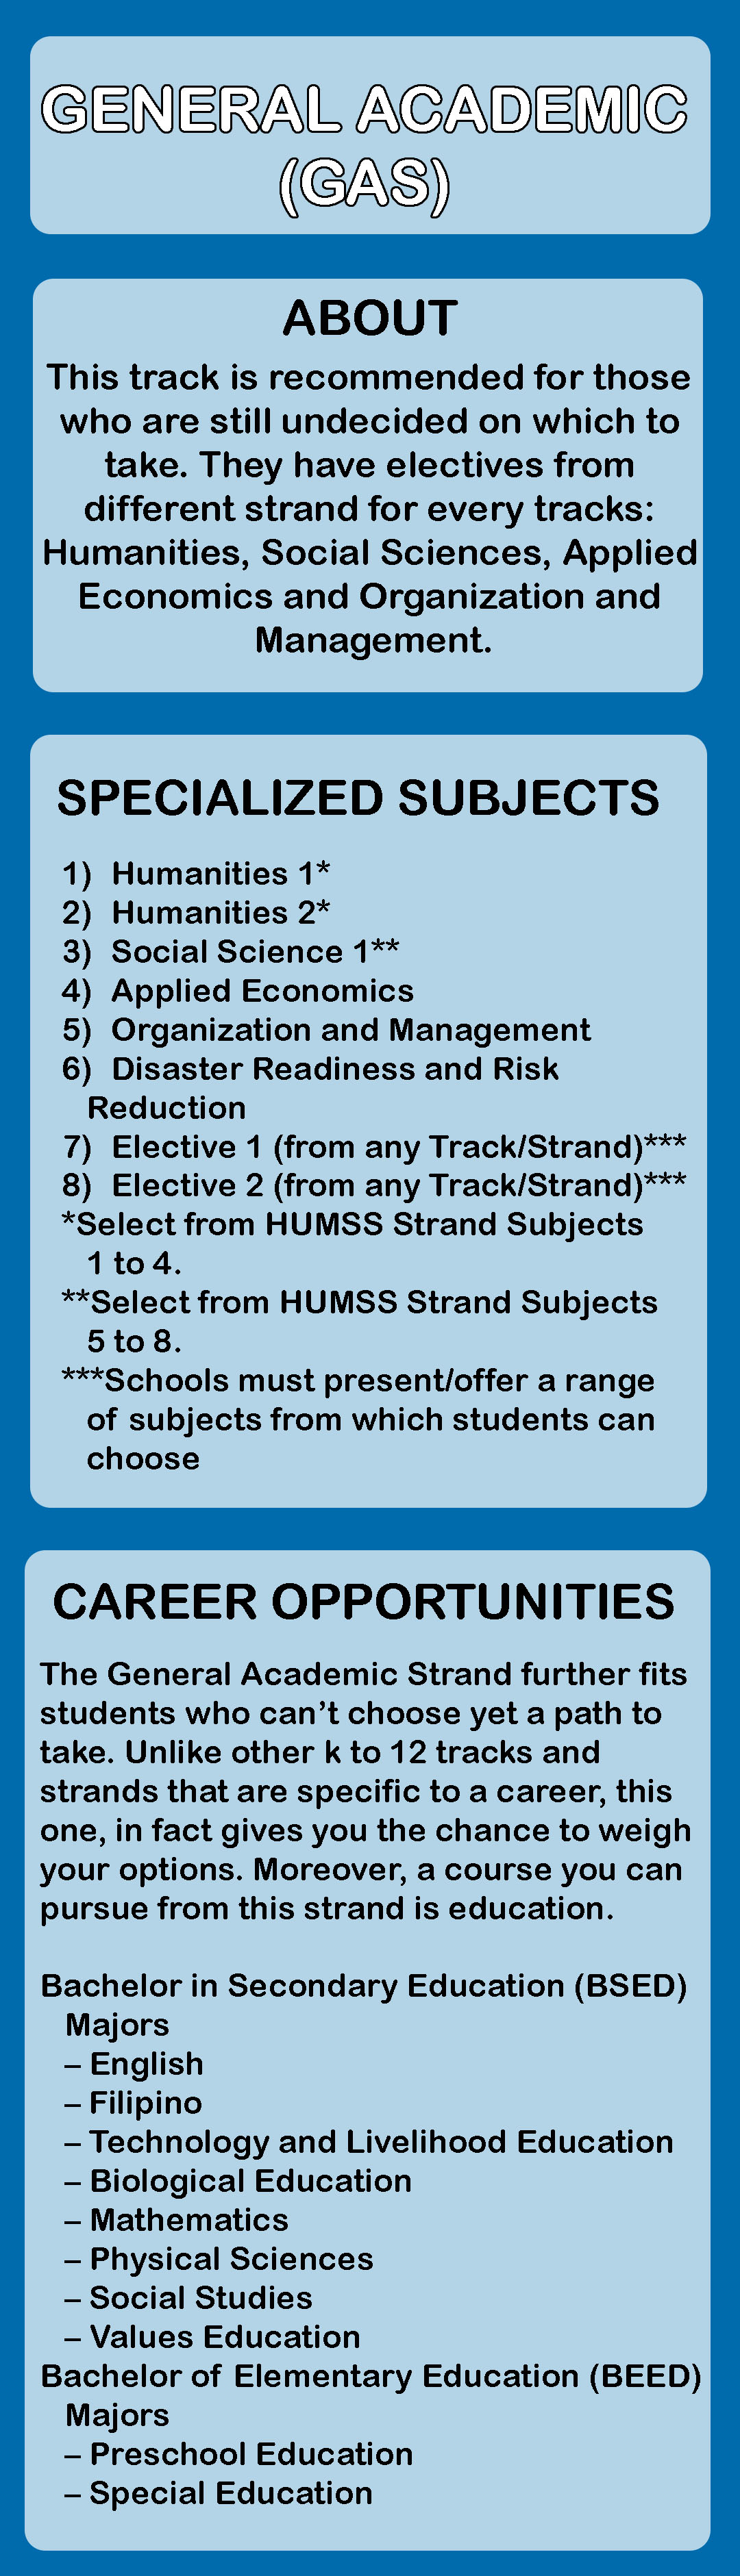 GENERAL ACADEMIC
(GAS)
ABOUT
This track is recommended for those
who are still undecided on which to
take. They have electives from
different strand for every tracks:
Humanities, Social Sciences, Applied
Economics and Organization and
Management.
SPECIALIZED SUBJECTS
1) Humanities 1*
2) Humanities 2*
3) Social Science 1**
4) Applied Economics
5) Organization and Management
6) Disaster Readiness and Risk
Reduction
7) Elective 1 (from any Track/Strand)***
8) Elective 2 (from any Track/Strand)***
*Select from HUMSS Strand Subjects
1 to 4.
**Select from HUMSS Strand Subjects
5 to 8.
***Schools must present/offer a range
of subjects from which students can
choose
CAREER OPPORTUNITIES
The General Academic Strand further fits
students who can’t choose yet a path to
take. Unlike other k to 12 tracks and
strands that are specific to a career, this
one, in fact gives you the chance to weigh
your options. Moreover, a course you can
pursue from this strand is education.
Bachelor in Secondary Education (BSED)
Majors
– English
– Filipino
– Technology and Livelihood Education
– Biological Education
– Mathematics
– Physical Sciences
– Social Studies
– Values Education
Bachelor of Elementary Education (BEED)
Majors
– Preschool Education
– Special Education